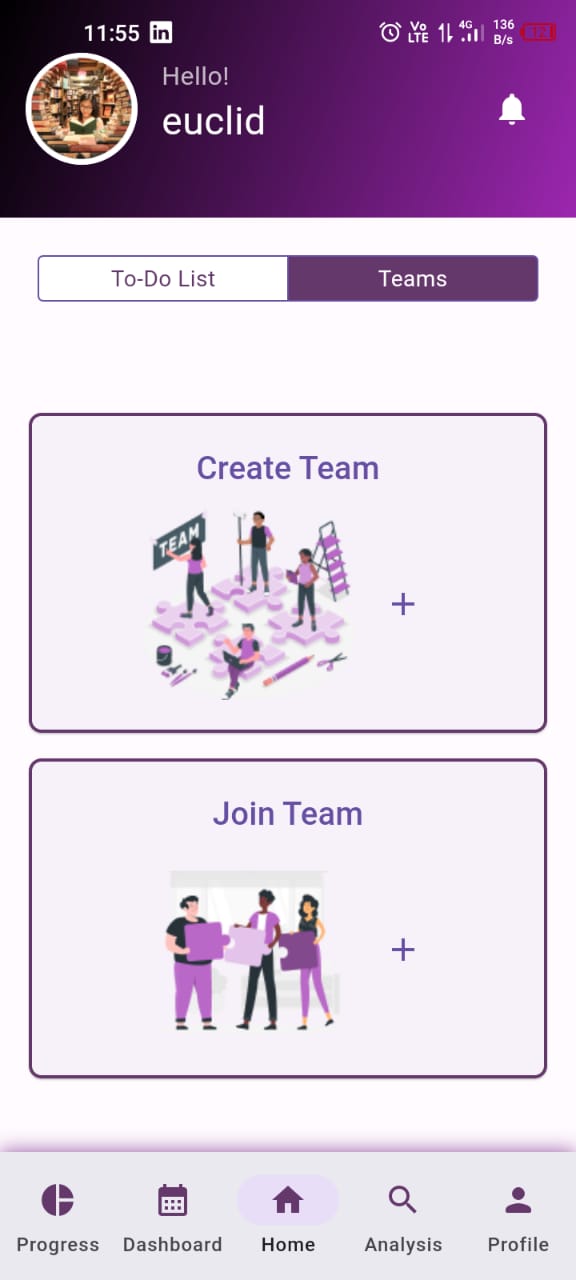 11:55 in Vo LTE 4G 136 B/s 12
Hello!
euclid
To-Do List Teams
Create Team
TEAM
+
Join Team
+
Progress Dashboard Home Analysis Profile